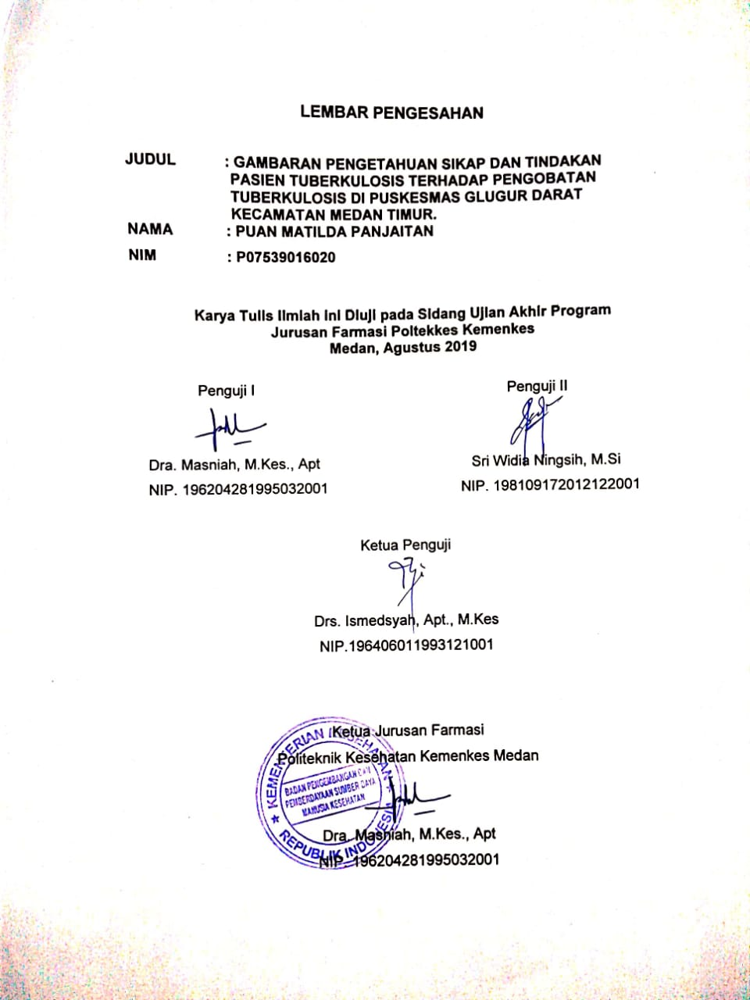 LEMBAR PENGESAHAN
JUDUL : GAMBARAN PENGETAHUAN SIKAP DAN TINDAKAN
PASIEN TUBERKULOSIS TERHADAP PENGOBATAN
TUBERKULOSIS DI PUSKESMAS GLUGUR DARAT
KECAMATAN MEDAN TIMUR.
NAMA : PUAN MATILDA PANJAITAN
NIM : P07539016020
Karya Tulis Ilmiah Ini Diuji pada Sidang Ujian Akhir Program
Jurusan Farmasi Poltekkes Kemenkes
Medan, Agustus 2019
Penguji I
Dra. Masniah, M.Kes., Apt
NIP. 196204281995032001
Penguji II
Sri Widia Ningsih, M.Si
NIP. 198109172012122001
Ketua Penguji
Drs. Ismedsyah, Apt., M.Kes
NIP.196406011993121001
Ketua Jurusan Farmasi
Politeknik Kesehatan Kemenkes Medan
KEMENTERIAN KESEHATAN
BADAN PENGEMBANGAN DAN
PEMBERDAYAAN SUMBER DAYA
MANUSIA KESEHATAN
REPUBLIK INDONESIA
Dra. Masniah, M.Kes., Apt
NIP. 196204281995032001